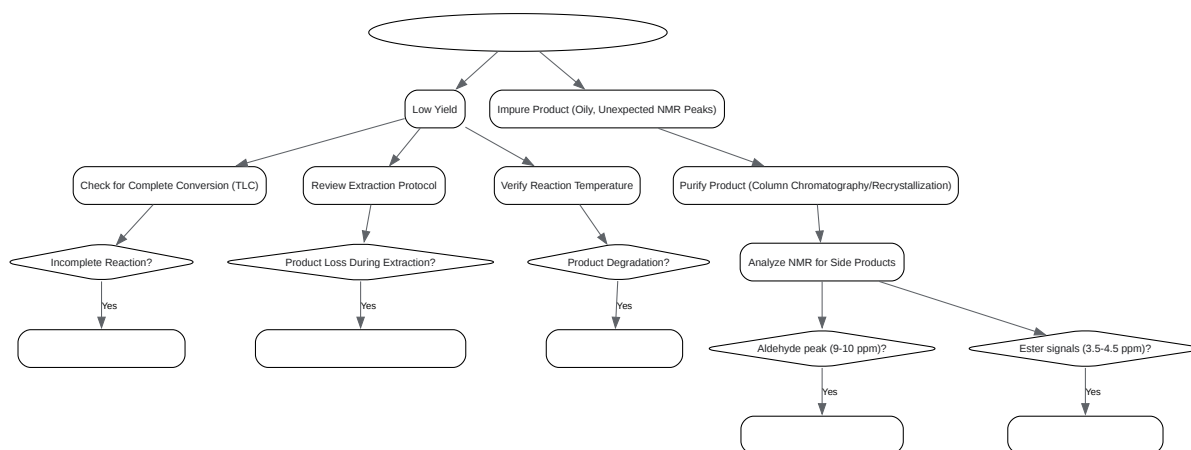 Low Yield
Impure Product (Oily, Unexpected NMR Peaks)
Check for Complete Conversion (TLC)
Review Extraction Protocol
Verify Reaction Temperature
Purify Product (Column Chromatography/Recrystallization)
Incomplete Reaction?
Product Loss During Extraction?
Product Degradation?
Analyze NMR for Side Products
Yes
Yes
Yes
Aldehyde peak (9-10 ppm)?
Ester signals (3.5-4.5 ppm)?
Yes
Yes